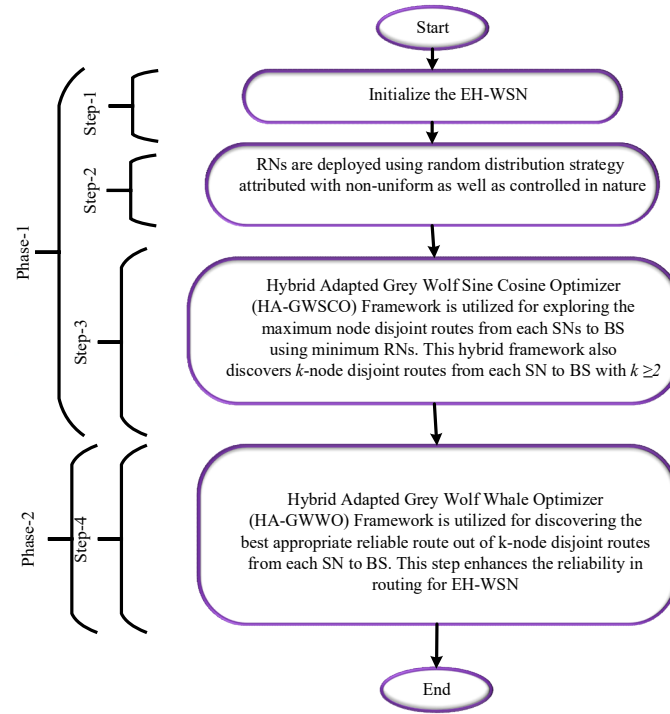 Start
Phase-1
Step-1
Initialize the EH-WSN
Step-2
RNs are deployed using random distribution strategy
attributed with non-uniform as well as controlled in nature
Step-3
Hybrid Adapted Grey Wolf Sine Cosine Optimizer
(HA-GWSCO) Framework is utilized for exploring the
maximum node disjoint routes from each SNs to BS
using minimum RNs. This hybrid framework also
discovers k-node disjoint routes from each SN to BS with k ≥2
Phase-2
Step-4
Hybrid Adapted Grey Wolf Whale Optimizer
(HA-GWWO) Framework is utilized for discovering the
best appropriate reliable route out of k-node disjoint routes
from each SN to BS. This step enhances the reliability in
routing for EH-WSN
End